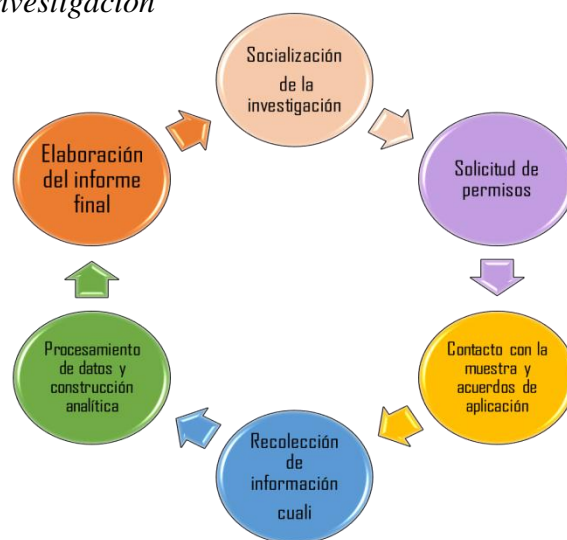 Socialización
de la
investigación
Solicitud de
permisos
Contacto con la
muestra y
acuerdos de
aplicación
Recolección
de
información
cuali
Procesamiento
de datos y
construcción
analítica
Elaboración
del informe
final